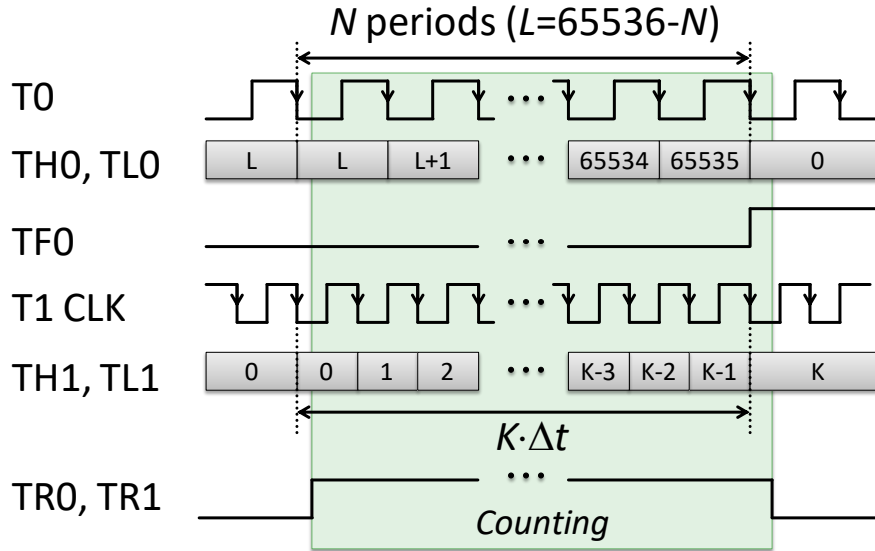 N periods (L=65536-N)
T0
TH0, TL0 L L L+1 ••• 65534 65535 0
TF0 •••
T1 CLK •••
TH1, TL1 0 0 1 2 ••• K-3 K-2 K-1 K
K·Δt
TR0, TR1 •••
Counting